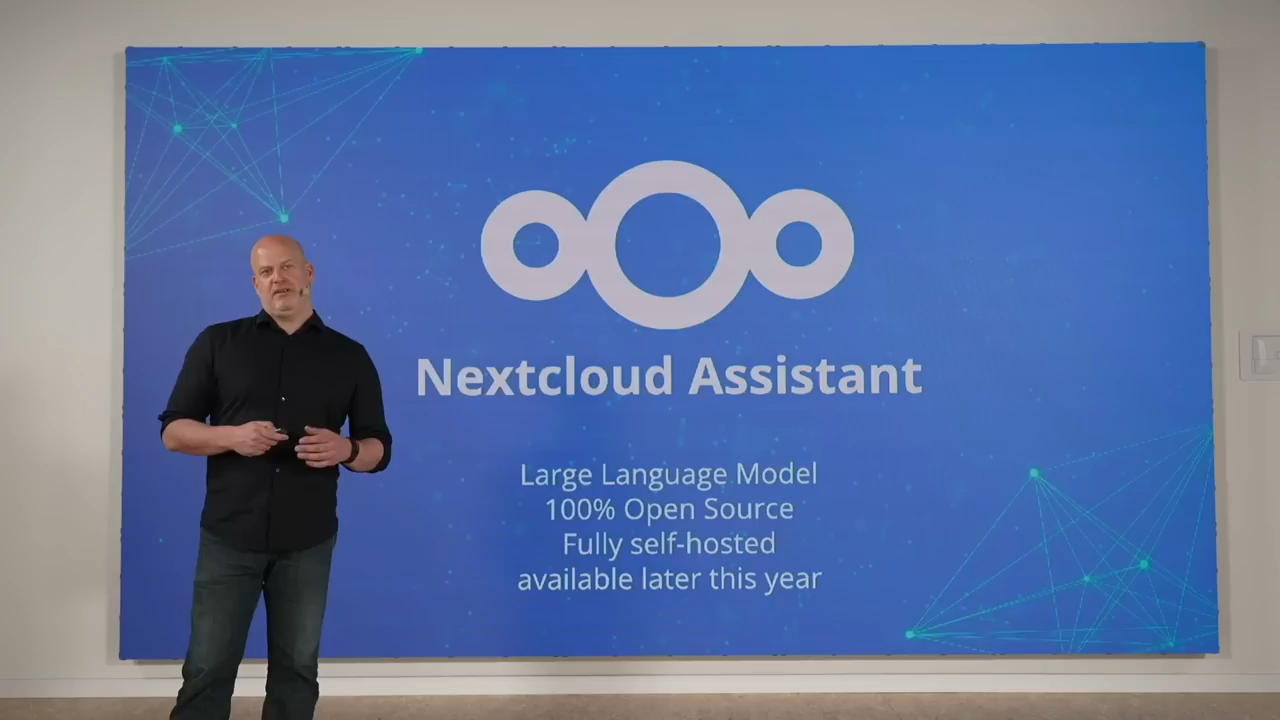 Nextcloud Assistant
Large Language Model
100% Open Source
Fully self-hosted
available later this year